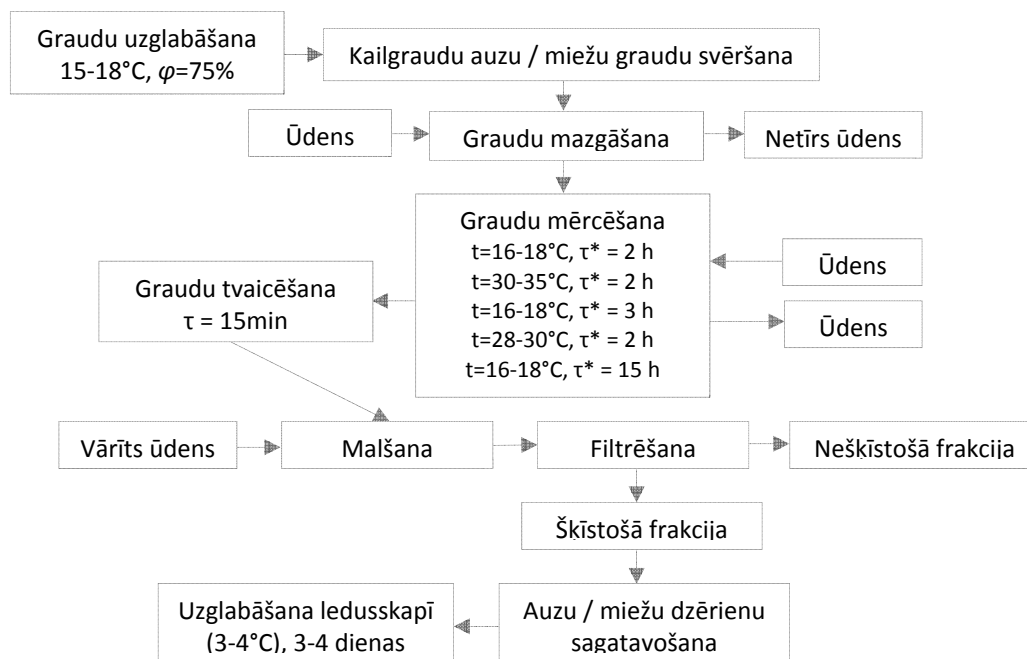 Graudu uzglabāšana
15-18°C, φ=75%
Kailgraudu auzu / miežu graudu svēršana
Ūdens
Graudu mazgāšana
Netīrs ūdens
Graudu mērcēšana
t=16-18°C, τ* = 2 h
t=30-35°C, τ* = 2 h
t=16-18°C, τ* = 3 h
t=28-30°C, τ* = 2 h
t=16-18°C, τ* = 15 h
Ūdens
Ūdens
Graudu tvaicēšana
τ = 15min
Vārīts ūdens
Malšana
Filtrēšana
Nešķīstošā frakcija
Šķīstošā frakcija
Uzglabāšana ledusskapī
(3-4°C), 3-4 dienas
Auzu / miežu dzērienu
sagatavošana